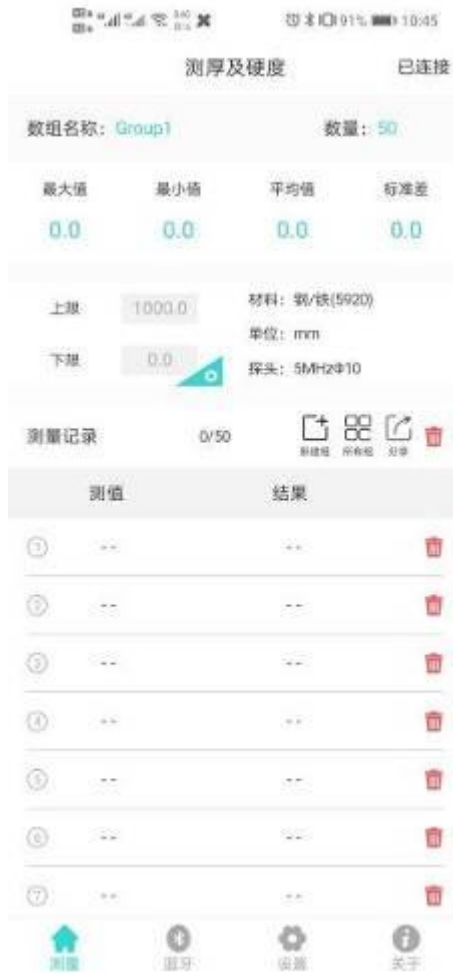 91% 10:45
测厚及硬度 已连接
数组名称：Group1 数量：50
最大值 最小值 平均值 标准差
0.0 0.0 0.0 0.0
上限 1000.0 材料：钢/铁(5920)
单位：mm
下限 0.0 探头：5MHzΦ10
测量记录 0/50 新建组 所有组 分享
测值 结果
① -- --
② -- --
③ -- --
④ -- --
⑤ -- --
⑥ -- --
⑦ -- --
测量 蓝牙 设置 关于